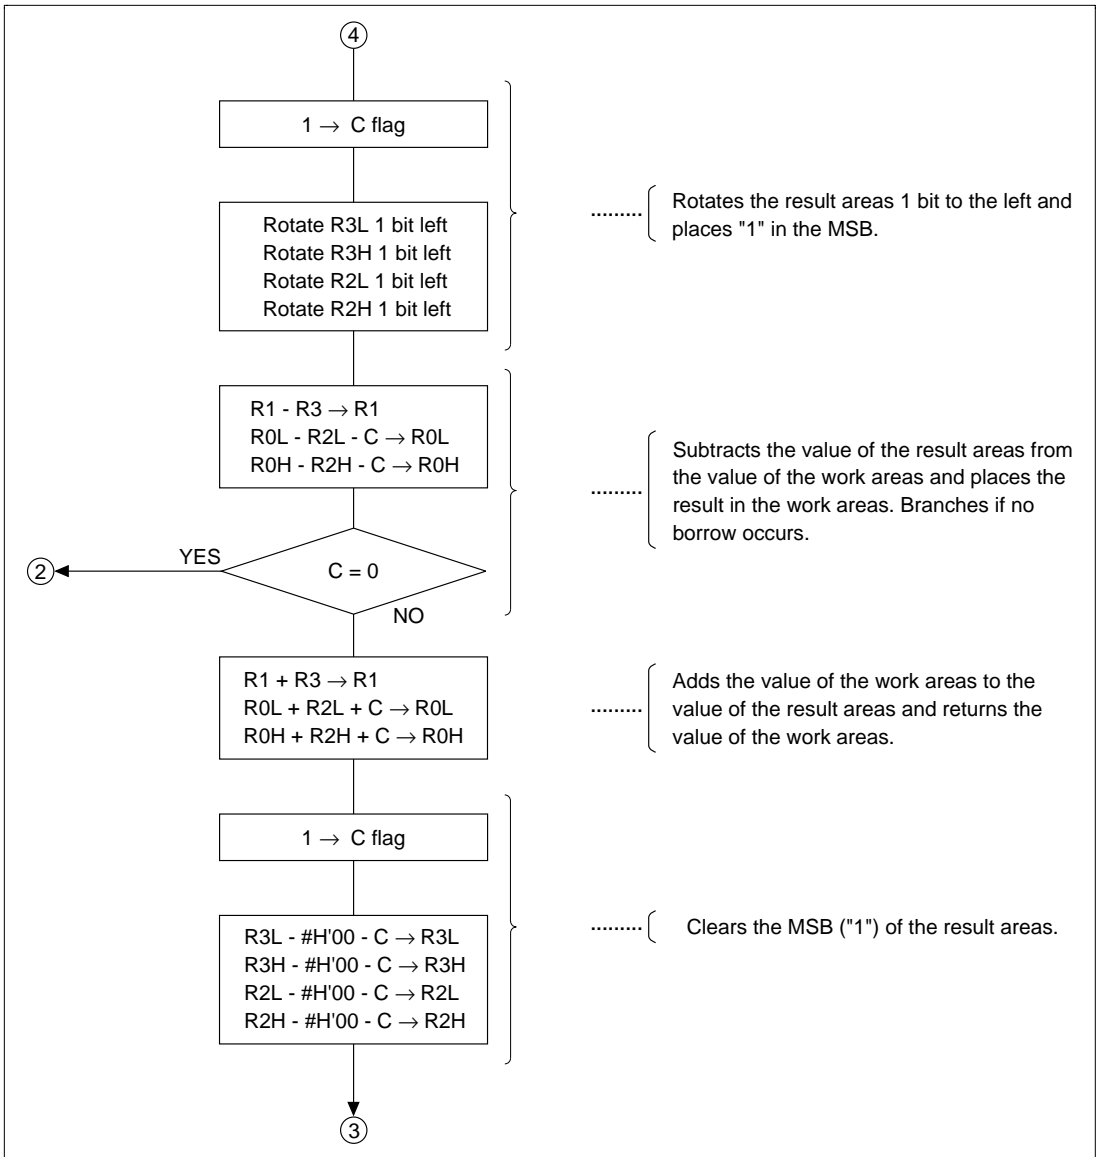 4
1 → C flag
Rotate R3L 1 bit left
Rotate R3H 1 bit left
Rotate R2L 1 bit left
Rotate R2H 1 bit left
Rotates the result areas 1 bit to the left and
places "1" in the MSB.
R1 - R3 → R1
R0L - R2L - C → R0L
R0H - R2H - C → R0H
Subtracts the value of the result areas from
the value of the work areas and places the
result in the work areas. Branches if no
borrow occurs.
YES
2
C = 0
NO
R1 + R3 → R1
R0L + R2L + C → R0L
R0H + R2H + C → R0H
Adds the value of the work areas to the
value of the result areas and returns the
value of the work areas.
1 → C flag
R3L - #H'00 - C → R3L
R3H - #H'00 - C → R3H
R2L - #H'00 - C → R2L
R2H - #H'00 - C → R2H
Clears the MSB ("1") of the result areas.
3